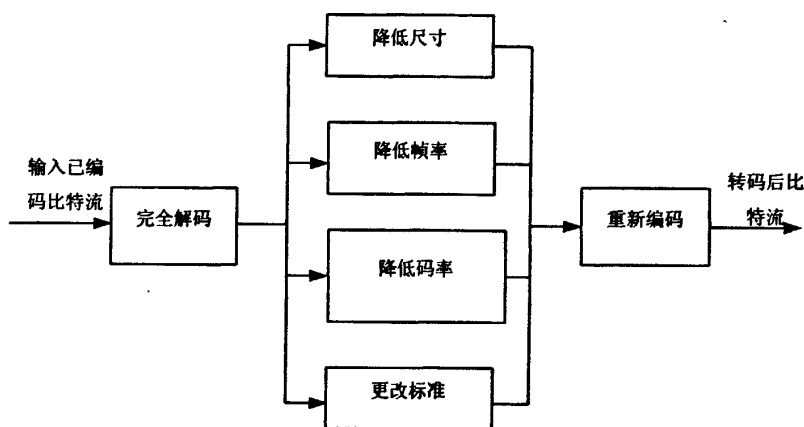 降低尺寸
降低帧率
输入已编
码比特流
完全解码
降低码率
重新编码
转码后比
特流
更改标准